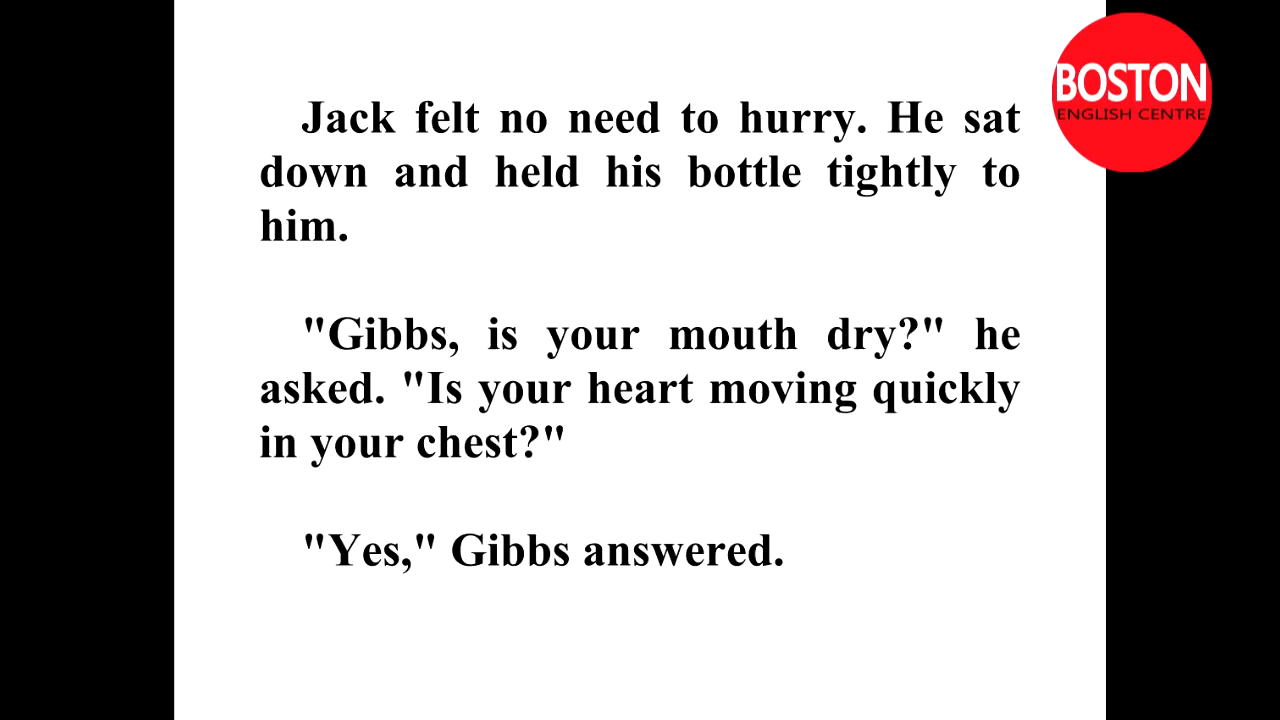 BOSTON
ENGLISH CENTRE
Jack felt no need to hurry. He sat
down and held his bottle tightly to
him.
"Gibbs, is your mouth dry?" he
asked. "Is your heart moving quickly
in your chest?"
"Yes," Gibbs answered.